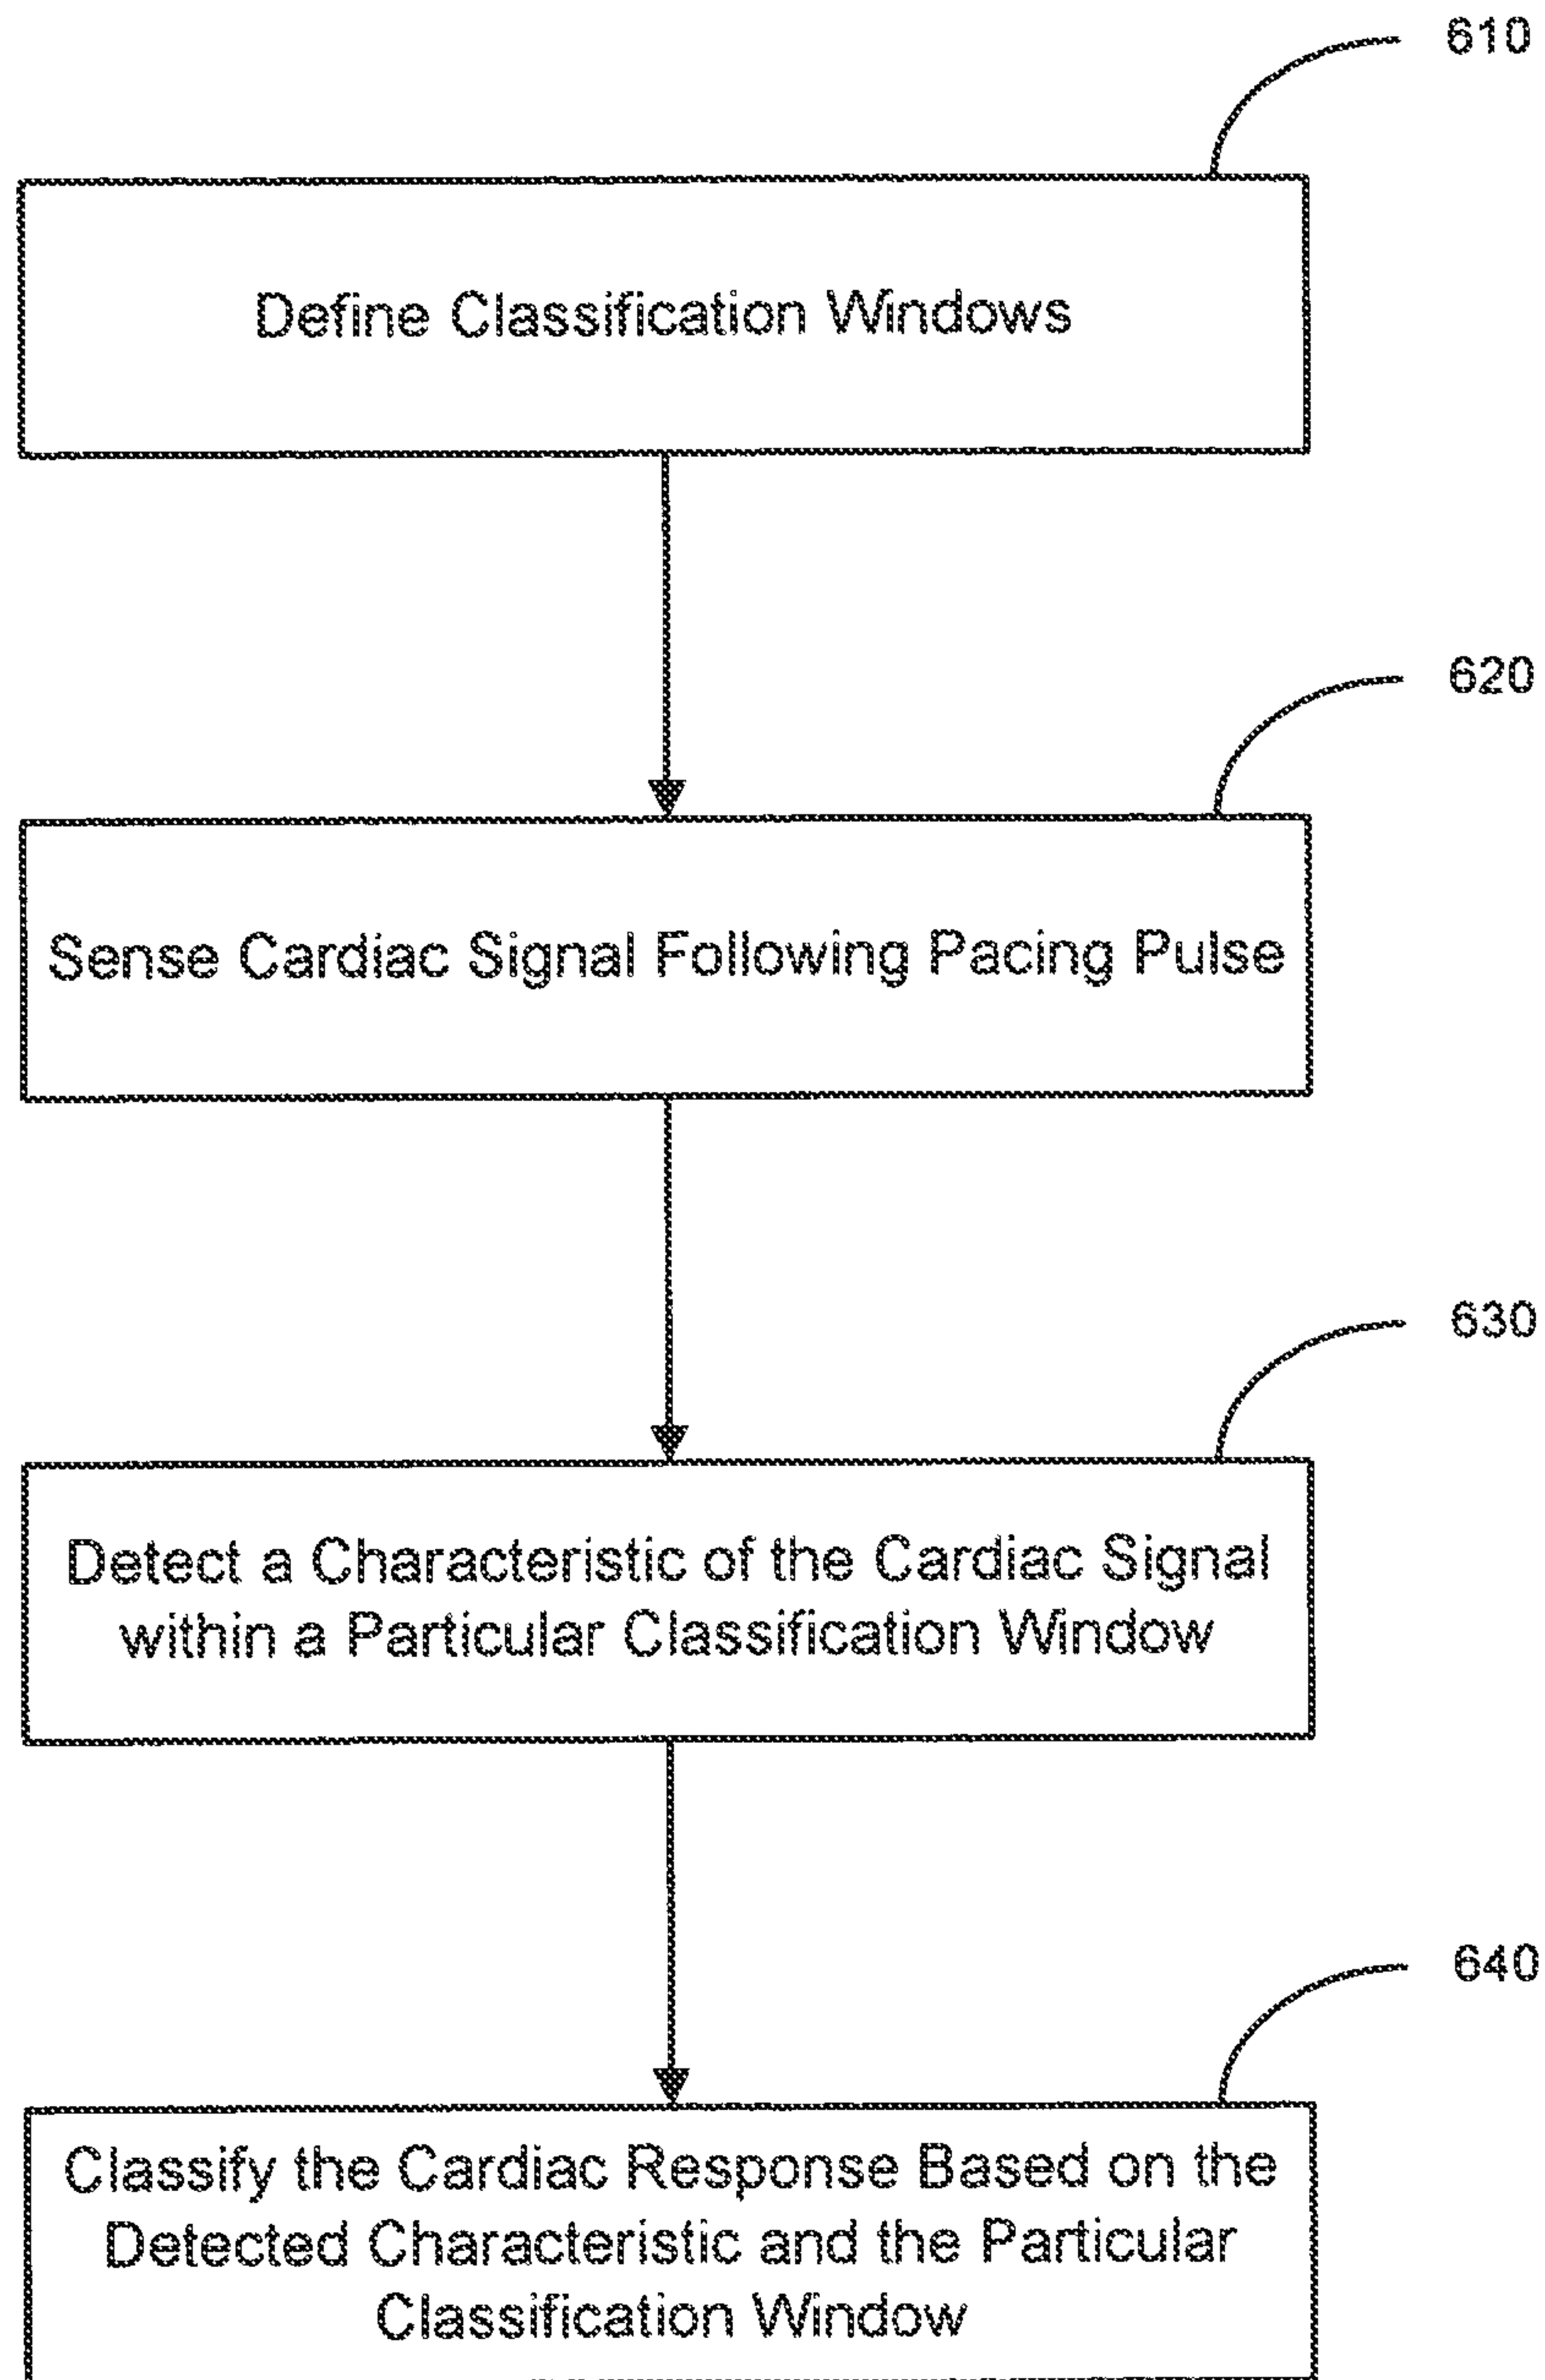 610
Define Classification Windows
620
Sense Cardiac Signal Following Pacing Pulse
630
Detect a Characteristic of the Cardiac Signal
within a Particular Classification Window
640
Classify the Cardiac Response Based on the
Detected Characteristic and the Particular
Classification Window